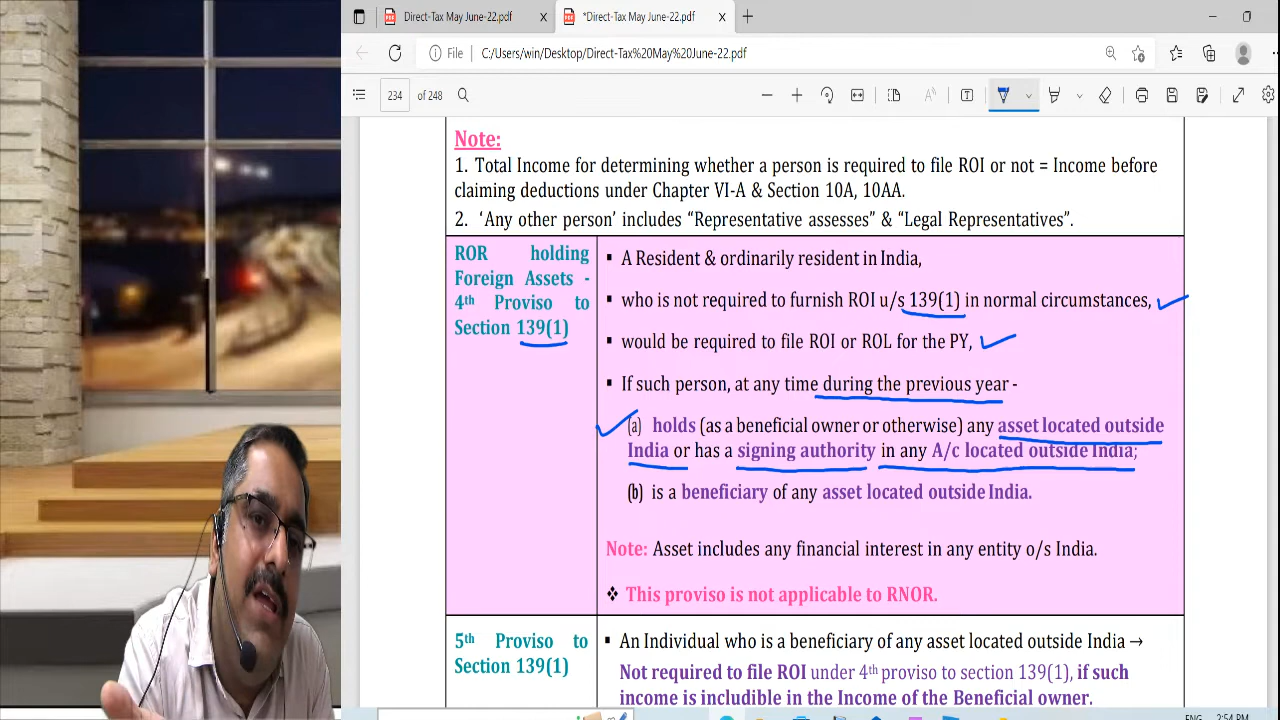 Direct-Tax May June-22.pdf
*Direct-Tax May June-22.pdf
File
C:/Users/win/Desktop/Direct-Tax%20May%20June-22.pdf
234 of 248
Note:
1. Total Income for determining whether a person is required to file ROI or not = Income before
claiming deductions under Chapter VI-A & Section 10A, 10AA.
2. ‘Any other person’ includes “Representative assesses” & “Legal Representatives”.
ROR holding
Foreign Assets -
4th Proviso to
Section 139(1)
▪ A Resident & ordinarily resident in India,
▪ who is not required to furnish ROI u/s 139(1) in normal circumstances,
▪ would be required to file ROI or ROL for the PY,
▪ If such person, at any time during the previous year -
(a) holds (as a beneficial owner or otherwise) any asset located outside
India or has a signing authority in any A/c located outside India;
(b) is a beneficiary of any asset located outside India.
Note: Asset includes any financial interest in any entity o/s India.
❖ This proviso is not applicable to RNOR.
5th Proviso to
Section 139(1)
▪ An Individual who is a beneficiary of any asset located outside India →
Not required to file ROI under 4th proviso to section 139(1), if such
income is includible in the Income of the Beneficial owner.
2:54 PM